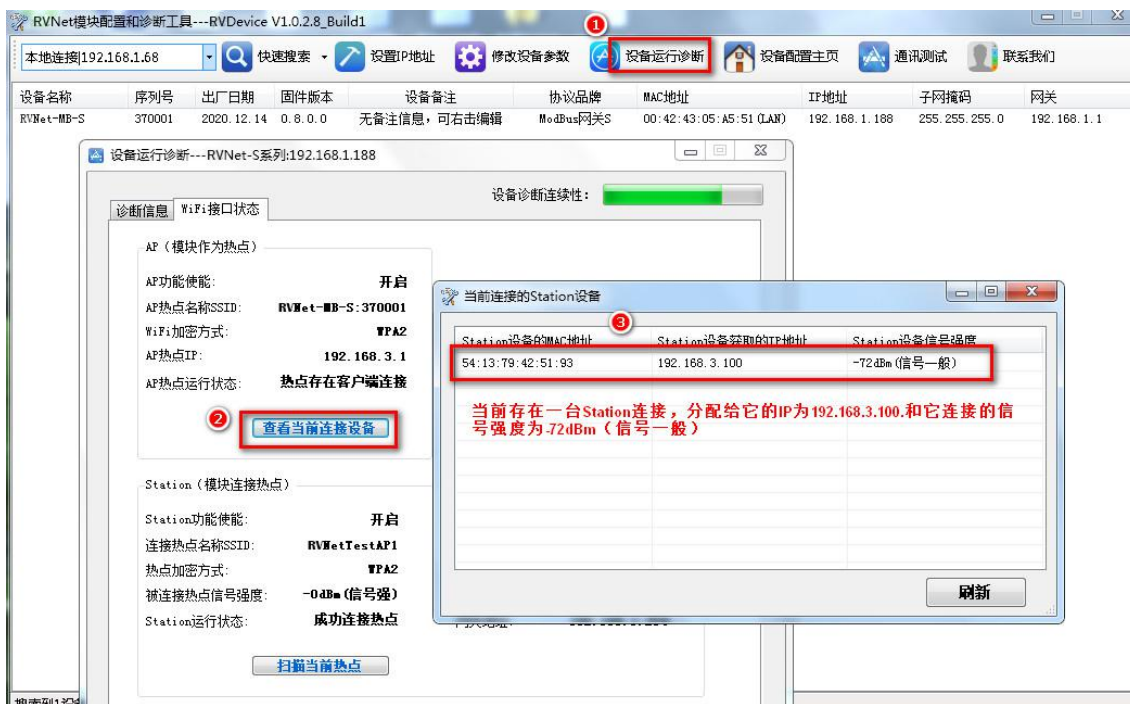 RVNet模块配置和诊断工具---RVDevice V1.0.2.8_Build1
①
本地连接|192.168.1.68 快速搜索 设置IP地址 修改设备参数 设备运行诊断 设备配置主页 通讯测试 联系我们
设备名称 序列号 出厂日期 固件版本 设备备注 协议品牌 MAC地址 IP地址 子网掩码 网关
RVNet-MB-S 370001 2020.12.14 0.8.0.0 无备注信息，可右击编辑 ModBus网关S 00:42:43:05:A5:51(LAN) 192.168.1.188 255.255.255.0 192.168.1.1
设备运行诊断---RVNet-S系列:192.168.1.188
设备诊断连续性:
诊断信息 WiFi接口状态
AP（模块作为热点）
AP功能使能: 开启
AP热点名称SSID: RVNet-MB-S:370001
WiFi加密方式: WPA2
AP热点IP: 192.168.3.1
AP热点运行状态: 热点存在客户端连接
② 查看当前连接设备
Station（模块连接热点）
Station功能使能: 开启
连接热点名称SSID: RVNetTestAP1
热点加密方式: WPA2
被连接热点信号强度: -0dBm(信号强)
Station运行状态: 成功连接热点
扫描当前热点
当前连接的Station设备
③
Station设备的MAC地址 Station设备获取的IP地址 Station设备信号强度
54:13:79:42:51:93 192.168.3.100 -72dBm(信号一般)
当前存在一台Station连接，分配给它的IP为192.168.3.100.和它连接的信
号强度为-72dBm（信号一般）
刷新